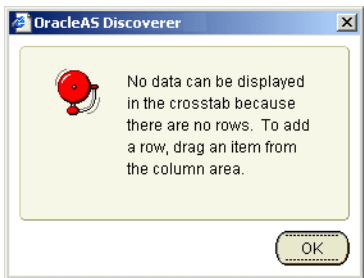 OracleAS Discoverer
No data can be displayed
in the crosstab because
there are no rows. To add
a row, drag an item from
the column area.
OK